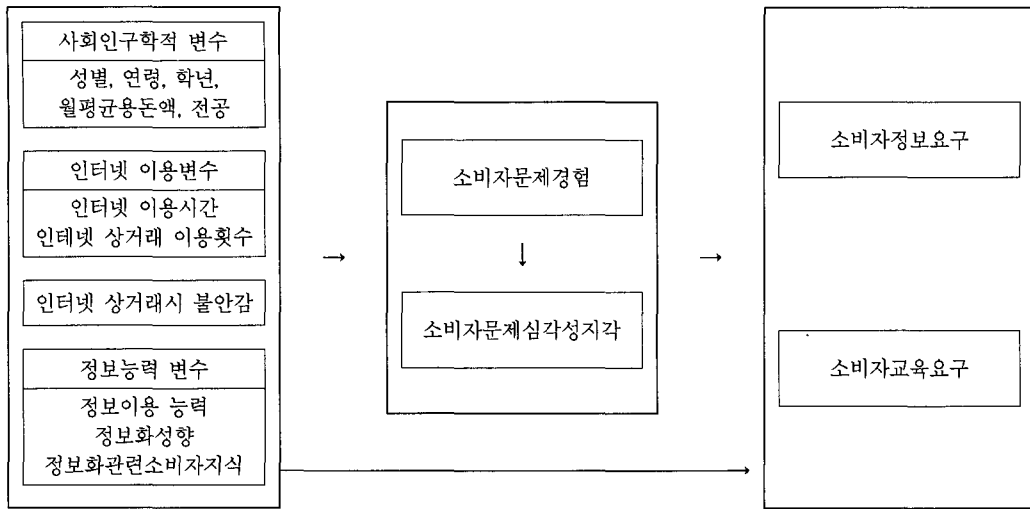 사회인구학적 변수
성별, 연령, 학년,
월평균용돈액, 전공
인터넷 이용변수
인터넷 이용시간
인테넷 상거래 이용횟수
인터넷 상거래시 불안감
정보능력 변수
정보이용 능력
정보화성향
정보화관련소비자지식
→
소비자문제경험
↓
소비자문제심각성지각
→
소비자정보요구
소비자교육요구